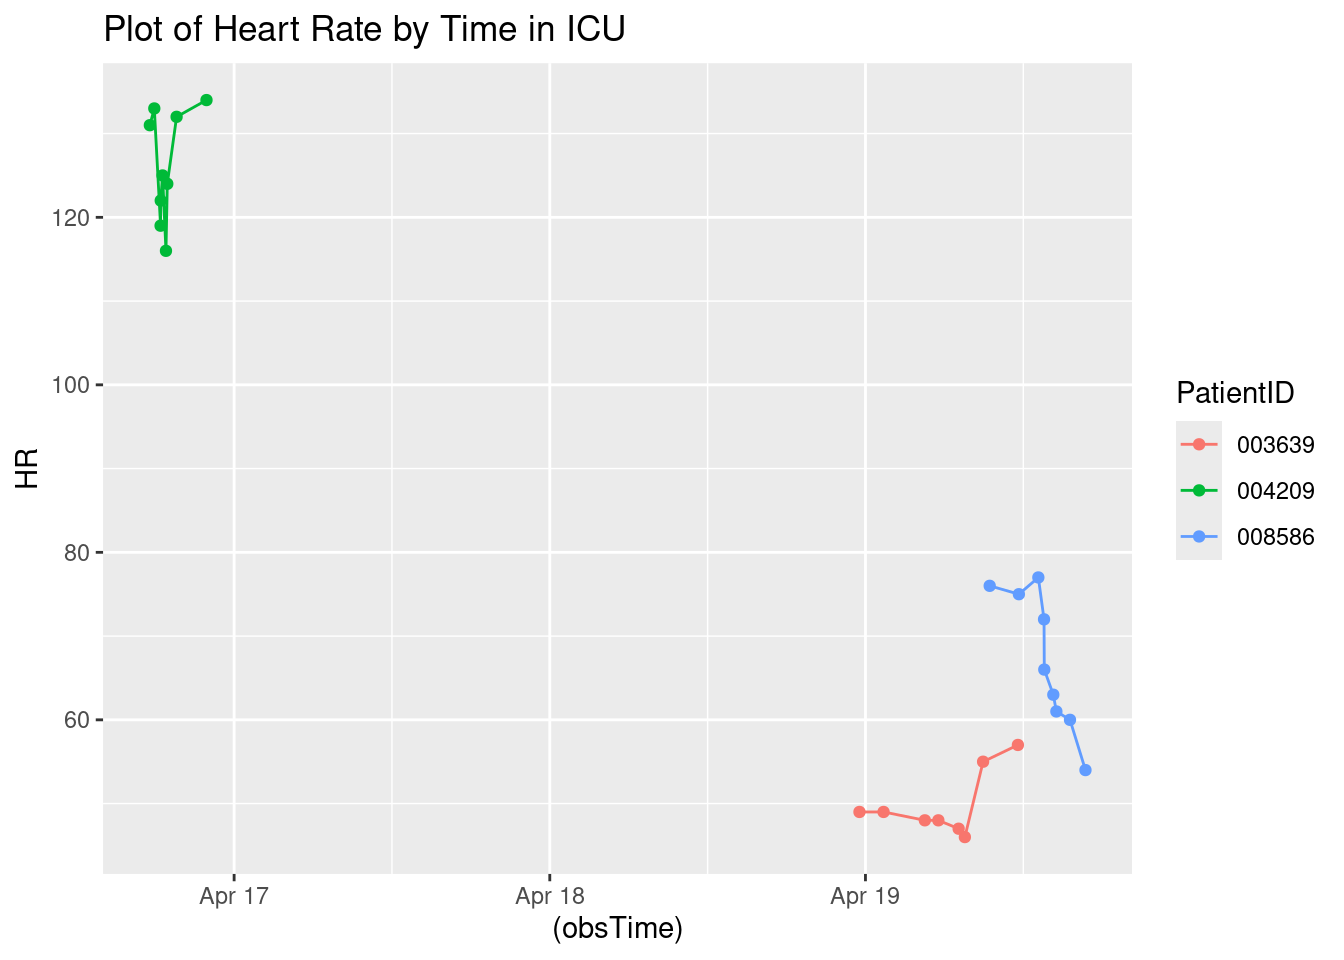 Plot of Heart Rate by Time in ICU
120
100
80
60
HR
Apr 17
Apr 18
Apr 19
(obsTime)
PatientID
003639
004209
008586